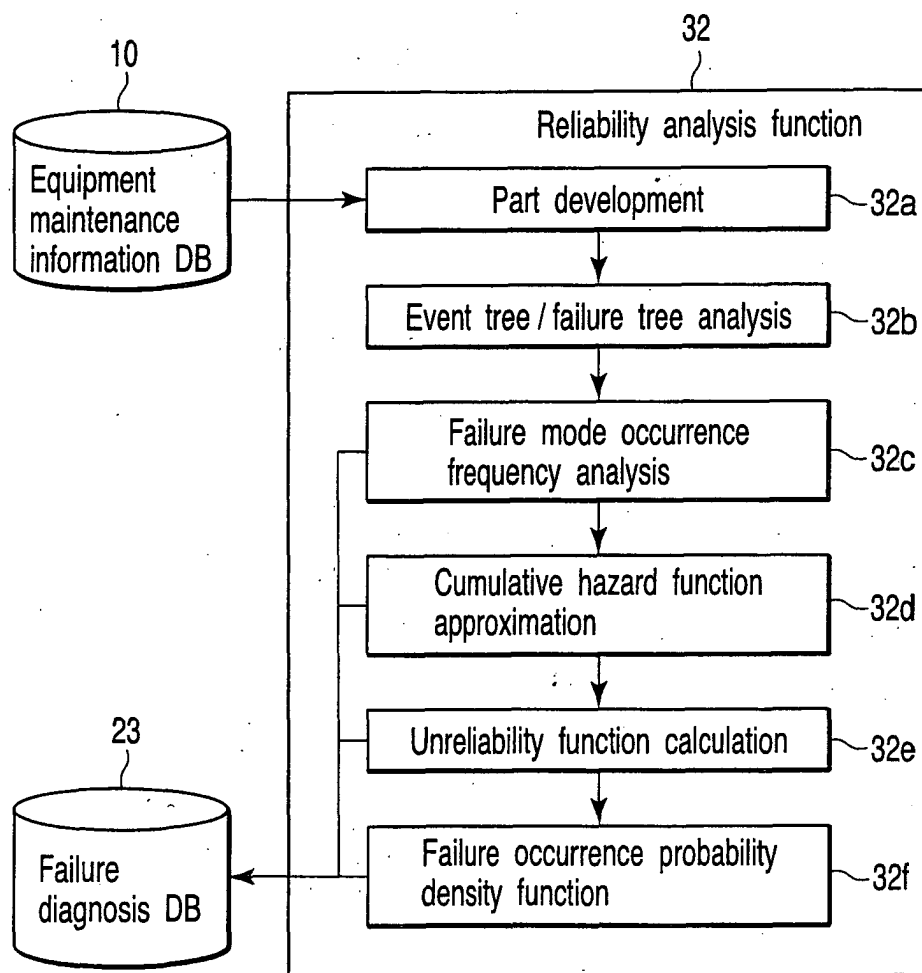 32
10
Reliability analysis function
Equipment
maintenance
information DB
Part development
32a
Event tree / failure tree analysis
32b
Failure mode occurrence
frequency analysis
32c
Cumulative hazard function
approximation
32d
23
Unreliability function calculation
32e
Failure
diagnosis DB
Failure occurrence probability
density function
32f